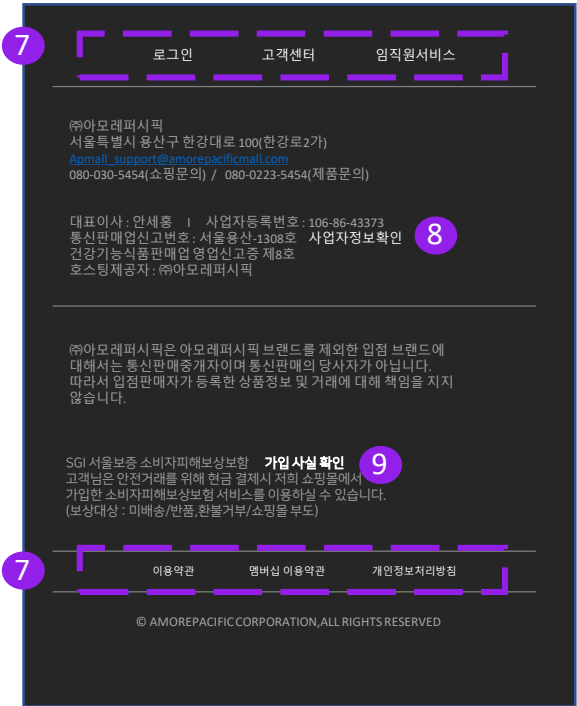 7
로그인 고객센터 임직원서비스
㈜아모레퍼시픽
서울특별시 용산구 한강대로 100(한강로2가)
Apmall_support@amorepacificmall.com
080-030-5454(쇼핑문의) / 080-0223-5454(제품문의)
대표이사 : 안세홍 I 사업자등록번호 : 106-86-43373
통신판매업신고번호 : 서울용산-1308호 사업자정보확인 8
건강기능식품판매업 영업신고증 제8호
호스팅제공자 : ㈜아모레퍼시픽
㈜아모레퍼시픽은 아모레퍼시픽 브랜드를 제외한 입점 브랜드에
대해서는 통신판매중개자이며 통신판매의 당사자가 아닙니다.
따라서 입점판매자가 등록한 상품정보 및 거래에 대해 책임을 지지
않습니다.
SGI 서울보증 소비자피해보상보함 가입 사실 확인 9
고객님은 안전거래를 위해 현금 결제시 저희 쇼핑몰에서
가입한 소비자피해보상보험 서비스를 이용하실 수 있습니다.
(보상대상 : 미배송/반품,환불거부/쇼핑몰 부도)
7
이용약관 멤버십 이용약관 개인정보처리방침
© AMOREPACIFIC CORPORATION,ALL RIGHTS RESERVED